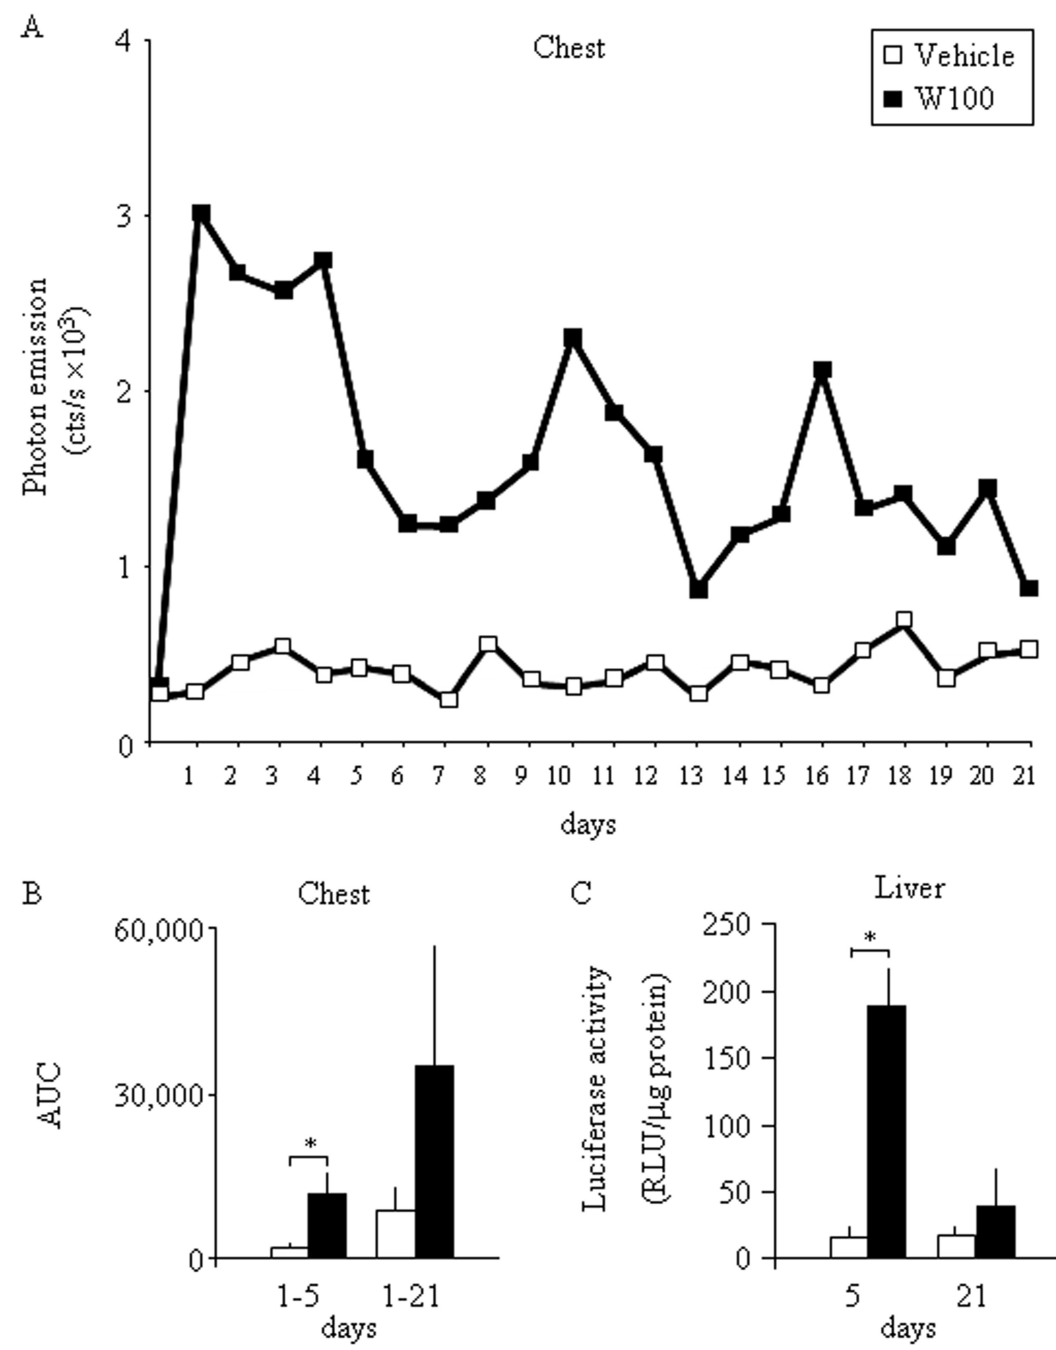 A
Chest
Vehicle
W100
4
3
2
1
0
Photon emission
(cts/s ×10³)
1 2 3 4 5 6 7 8 9 10 11 12 13 14 15 16 17 18 19 20 21
days
B
Chest
60,000
30,000
0
AUC
*
1-5 1-21
days
C
Liver
250
200
150
100
50
0
Luciferase activity
(RLU/μg protein)
*
5 21
days